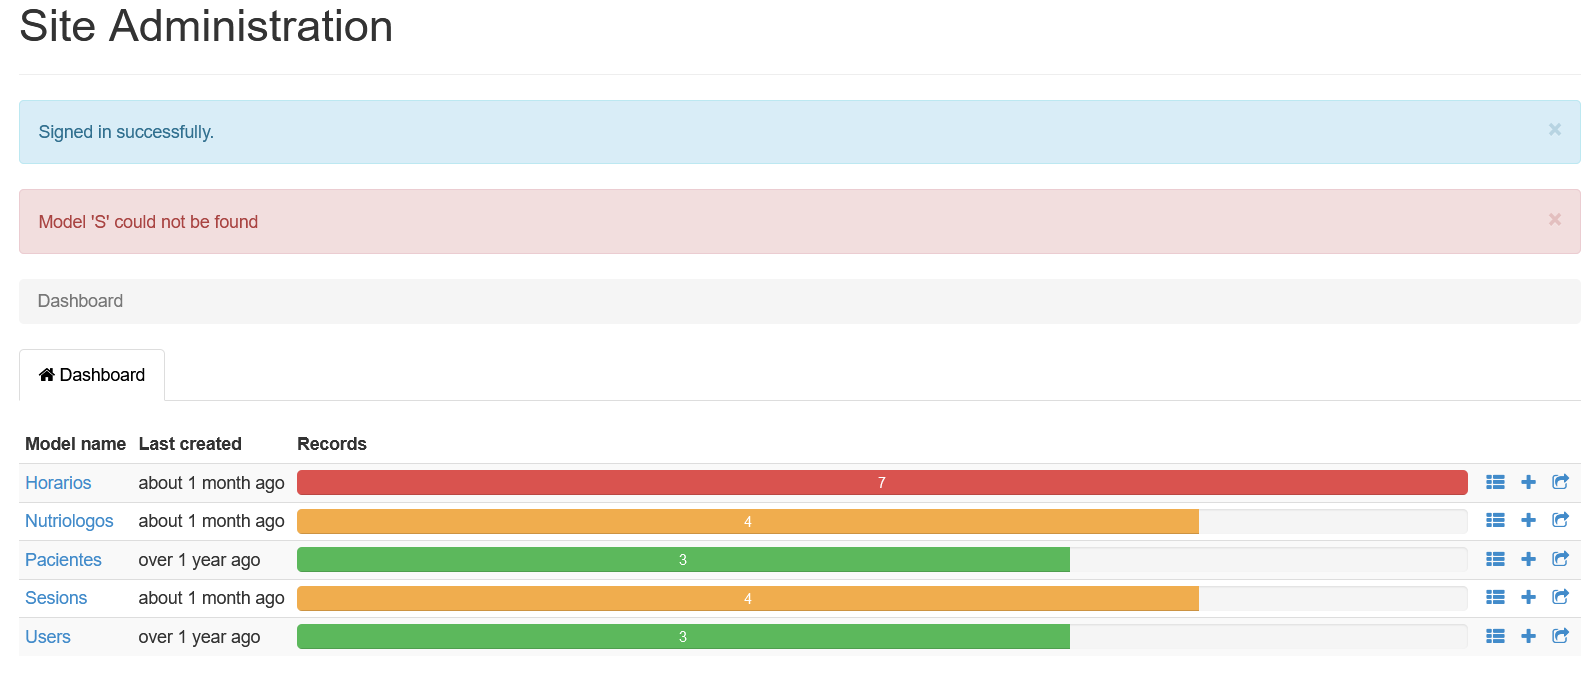 Site Administration
Signed in successfully.
×
Model 'S' could not be found
×
Dashboard
Dashboard
Model name Last created Records
Horarios about 1 month ago 7
Nutriologos about 1 month ago 4
Pacientes over 1 year ago 3
Sesions about 1 month ago 4
Users over 1 year ago 3